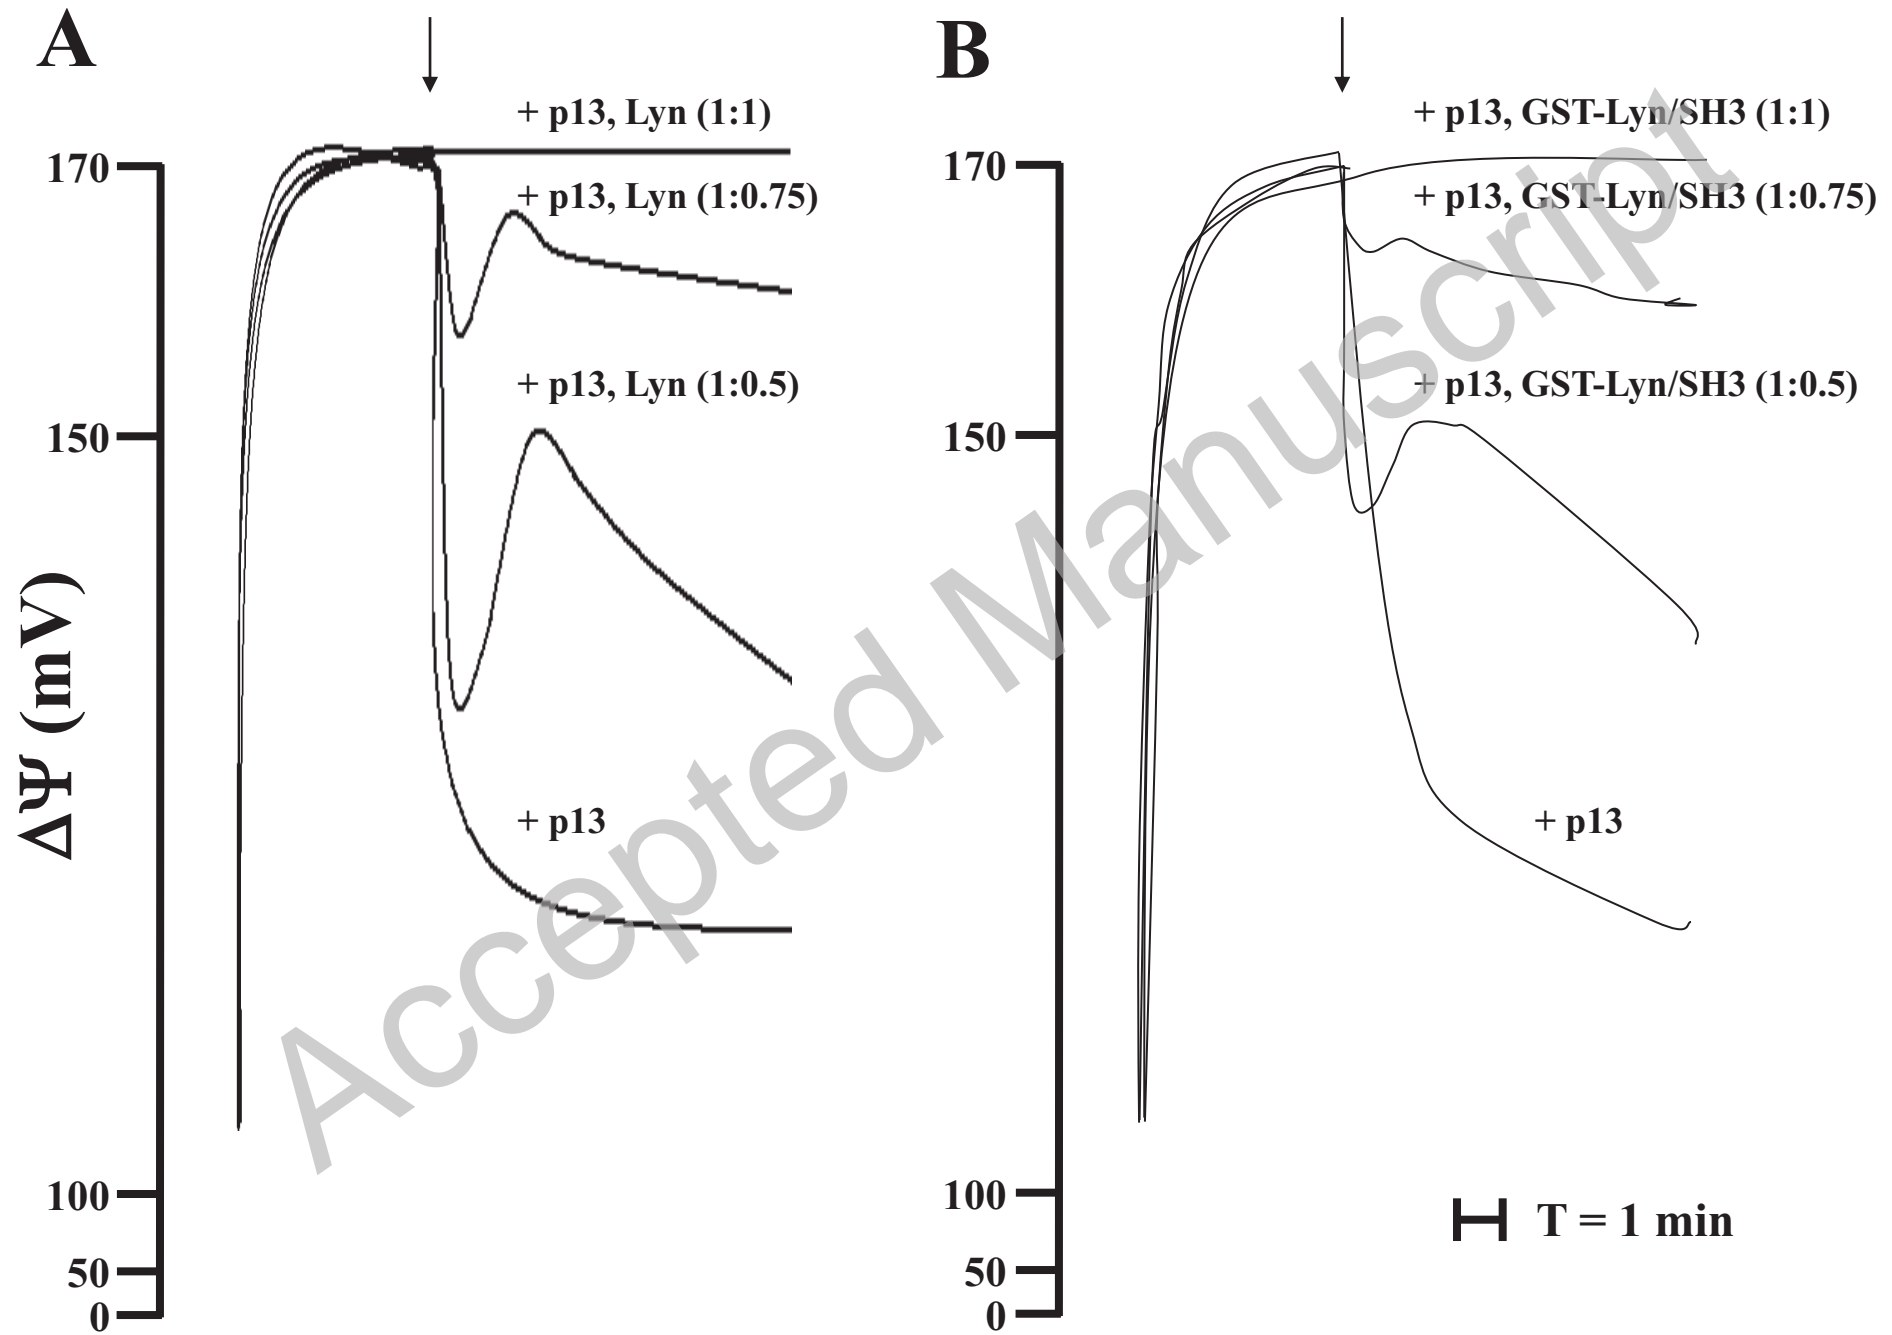 A
+ p13, Lyn (1:1)
170
+ p13, Lyn (1:0.75)
+ p13, Lyn (1:0.5)
150
ΔΨ (mV)
+ p13
100
50
0
B
+ p13, GST-Lyn/SH3 (1:1)
170
+ p13, GST-Lyn/SH3 (1:0.75)
+ p13, GST-Lyn/SH3 (1:0.5)
150
+ p13
100
T = 1 min
50
0
Accepted Manuscript